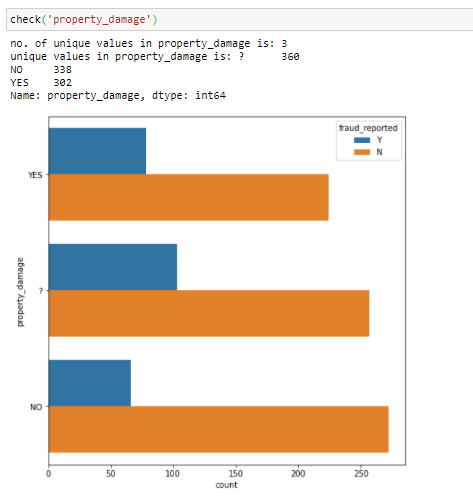 check('property_damage')
no. of unique values in property_damage is: 3
unique values in property_damage is: ?      360
NO     338
YES    302
Name: property_damage, dtype: int64
fraud_reported
Y
N
YES
?
NO
property_damage
0 50 100 150 200 250
count